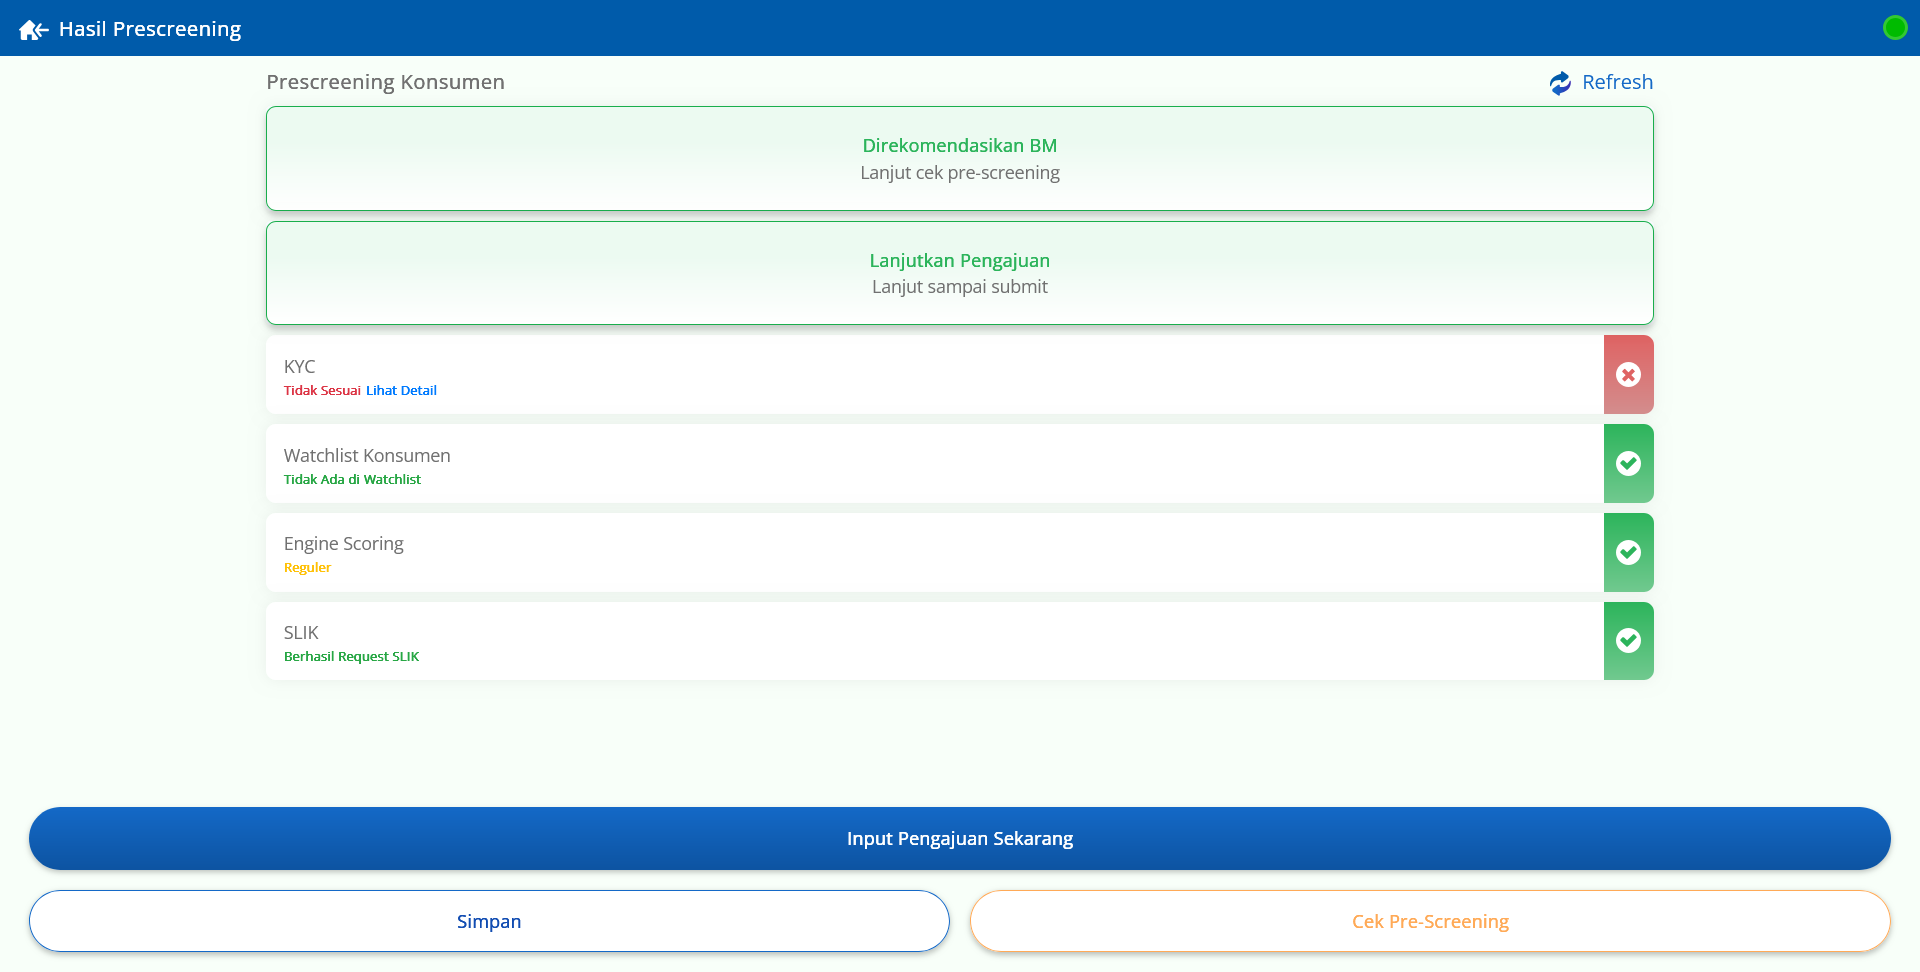 Hasil Prescreening
Prescreening Konsumen
Refresh
Direkomendasikan BM
Lanjut cek pre-screening
Lanjutkan Pengajuan
Lanjut sampai submit
KYC
Tidak Sesuai Lihat Detail
Watchlist Konsumen
Tidak Ada di Watchlist
Engine Scoring
Reguler
SLIK
Berhasil Request SLIK
Input Pengajuan Sekarang
Simpan
Cek Pre-Screening